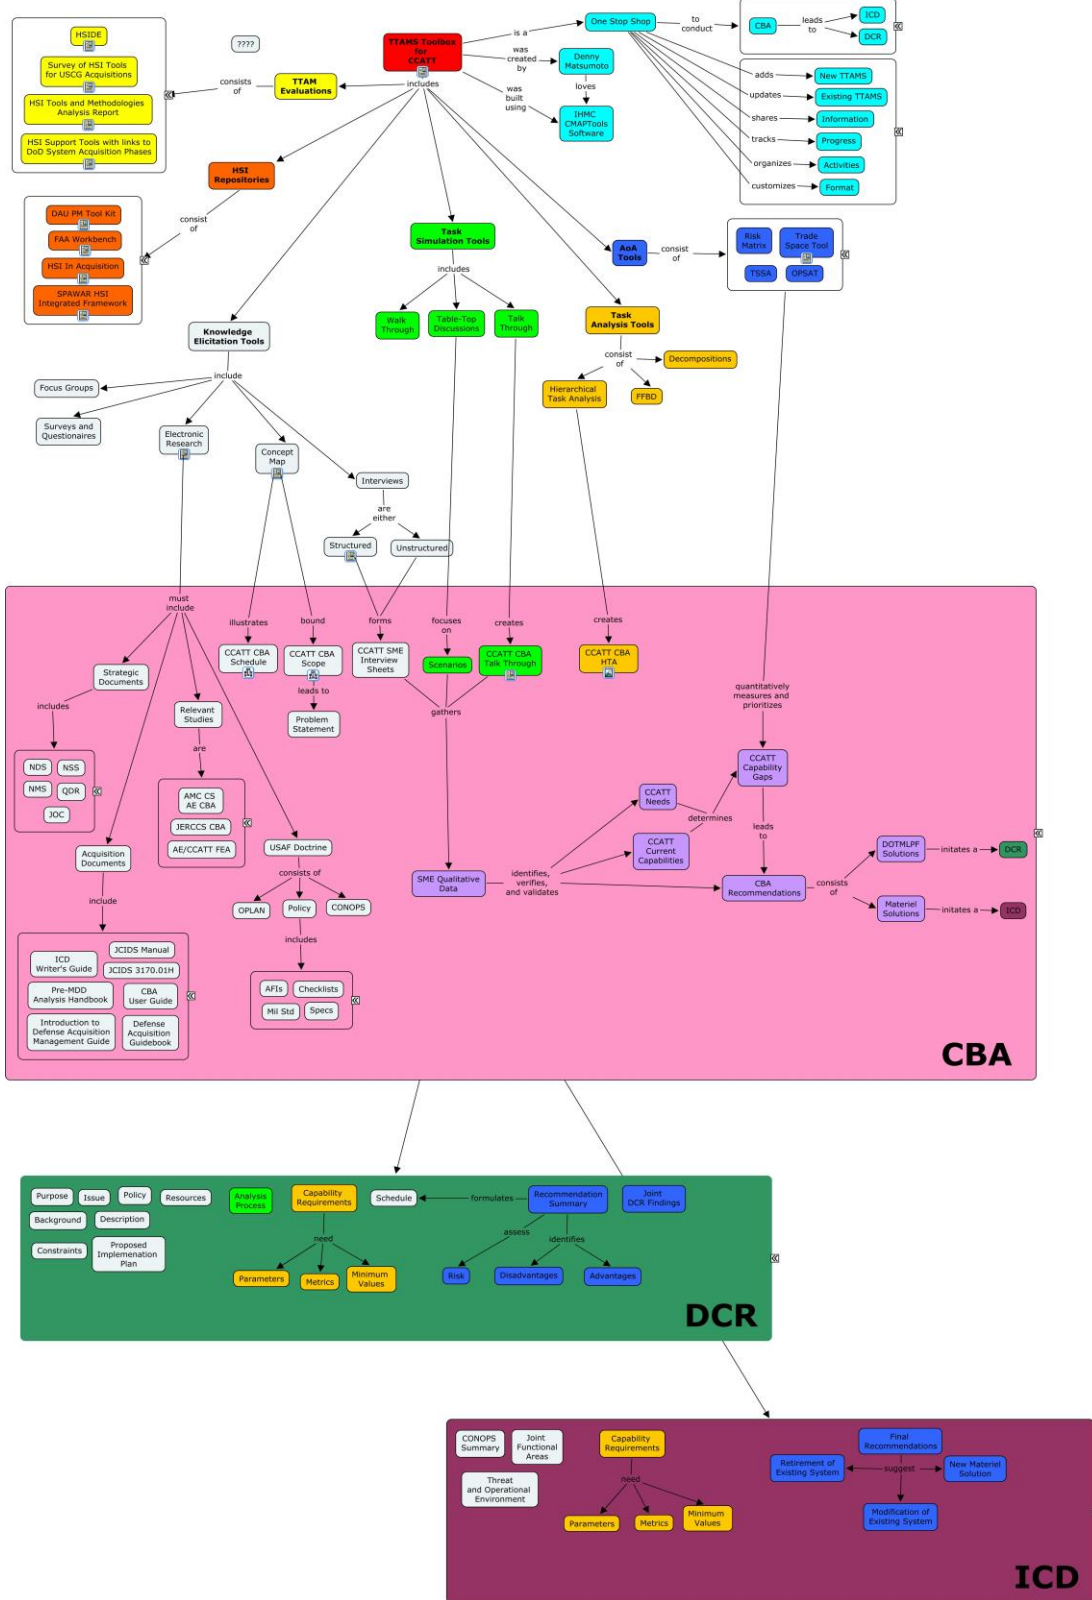 HSIDE
Survey of HSI Tools
for USCG Acquisitions
HSI Tools and Methodologies
Analysis Report
HSI Support Tools with links to
DoD System Acquisition Phases
????
consists
of
TTAM
Evaluations
TTAMS Toolbox
for
CCATT
includes
is a
One Stop Shop
to
conduct
CBA
leads
to
ICD
DCR
was
created
by
Denny
Matsumoto
loves
was
built
using
IHMC
CMAPTools
Software
adds
New TTAMS
updates
Existing TTAMS
shares
Information
tracks
Progress
organizes
Activities
customizes
Format
HSI
Repositories
consist
of
DAU PM Tool Kit
FAA Workbench
HSI In Acquisition
SPAWAR HSI
Integrated Framework
Task
Simulation Tools
includes
Walk
Through
Table-Top
Discussions
Talk
Through
AoA
Tools
consist
of
Risk
Matrix
Trade
Space Tool
TSSA
OPSAT
Task
Analysis Tools
consist
of
Decompositions
Hierarchical
Task Analysis
FFBD
Knowledge
Elicitation Tools
include
Focus Groups
Surveys and
Questionaires
Electronic
Research
Concept
Map
Interviews
are
either
Structured
Unstructured
must
include
illustrates
bound
forms
focuses
on
creates
creates
CCATT CBA
Schedule
CCATT CBA
Scope
CCATT SME
Interview
Sheets
Scenarios
CCATT CBA
Talk Through
CCATT CBA
HTA
leads to
Problem
Statement
gathers
quantitatively
measures and
prioritizes
Strategic
Documents
includes
NDS
NSS
NMS
QDR
JOC
Relevant
Studies
are
AMC CS
AE CBA
JERCCS CBA
AE/CCATT FEA
Acquisition
Documents
include
ICD
Writer's Guide
JCIDS Manual
JCIDS 3170.01H
Pre-MDD
Analysis Handbook
CBA
User Guide
Introduction to
Defense Acquisition
Management Guide
Defense
Acquisition
Guidebook
USAF Doctrine
consists of
OPLAN
Policy
CONOPS
includes
AFIs
Checklists
Mil Std
Specs
SME Qualitative
Data
identifies,
verifies,
and validates
CCATT
Needs
CCATT
Current
Capabilities
determines
CCATT
Capability
Gaps
leads
to
CBA
Recommendations
consists
of
DOTMLPF
Solutions
initates a
DCR
Materiel
Solutions
initates a
ICD
CBA
Purpose
Issue
Policy
Resources
Background
Description
Constraints
Proposed
Implemenation
Plan
Analysis
Process
Capability
Requirements
need
Parameters
Metrics
Minimum
Values
Schedule
formulates
Recommendation
Summary
Joint
DCR Findings
assess
identifies
Risk
Disadvantages
Advantages
DCR
CONOPS
Summary
Joint
Functional
Areas
Threat
and Operational
Environment
Capability
Requirements
need
Parameters
Metrics
Minimum
Values
Final
Recommendations
Retirement of
Existing System
suggest
New Materiel
Solution
Modification of
Existing System
ICD